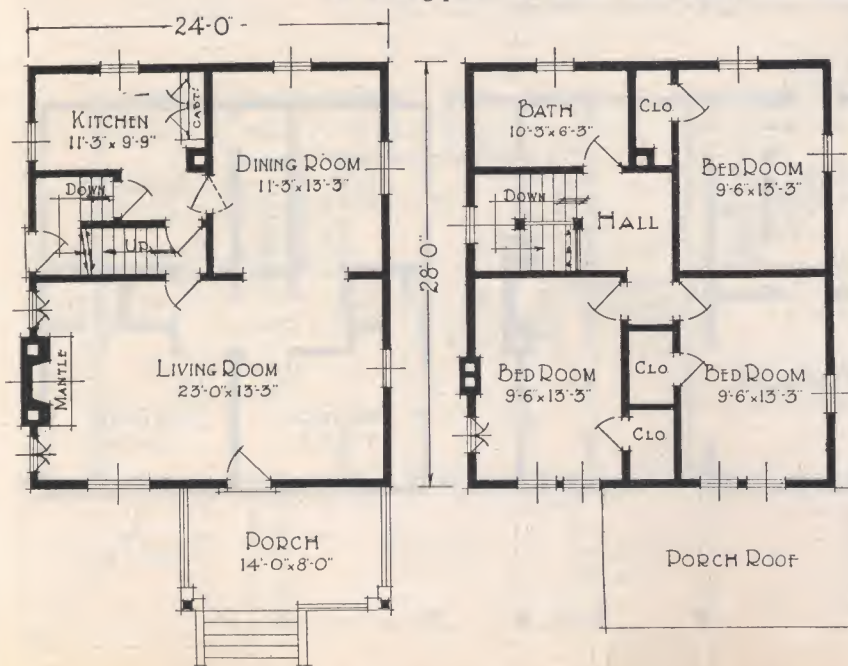 24'-0"
KITCHEN
11'-3" x 9'-9"
CABT.
DINING ROOM
11'-3" x 13'-3"
DOWN
UP
LIVING ROOM
23'-0" x 13'-3"
MANTLE
PORCH
14'-0" x 8'-0"
28'-0"
BATH
10'-3" x 6'-3"
CLO.
BED ROOM
9'-6" x 13'-3"
DOWN
HALL
BED ROOM
9'-6" x 13'-3"
CLO
CLO
BED ROOM
9'-6" x 13'-3"
PORCH ROOF